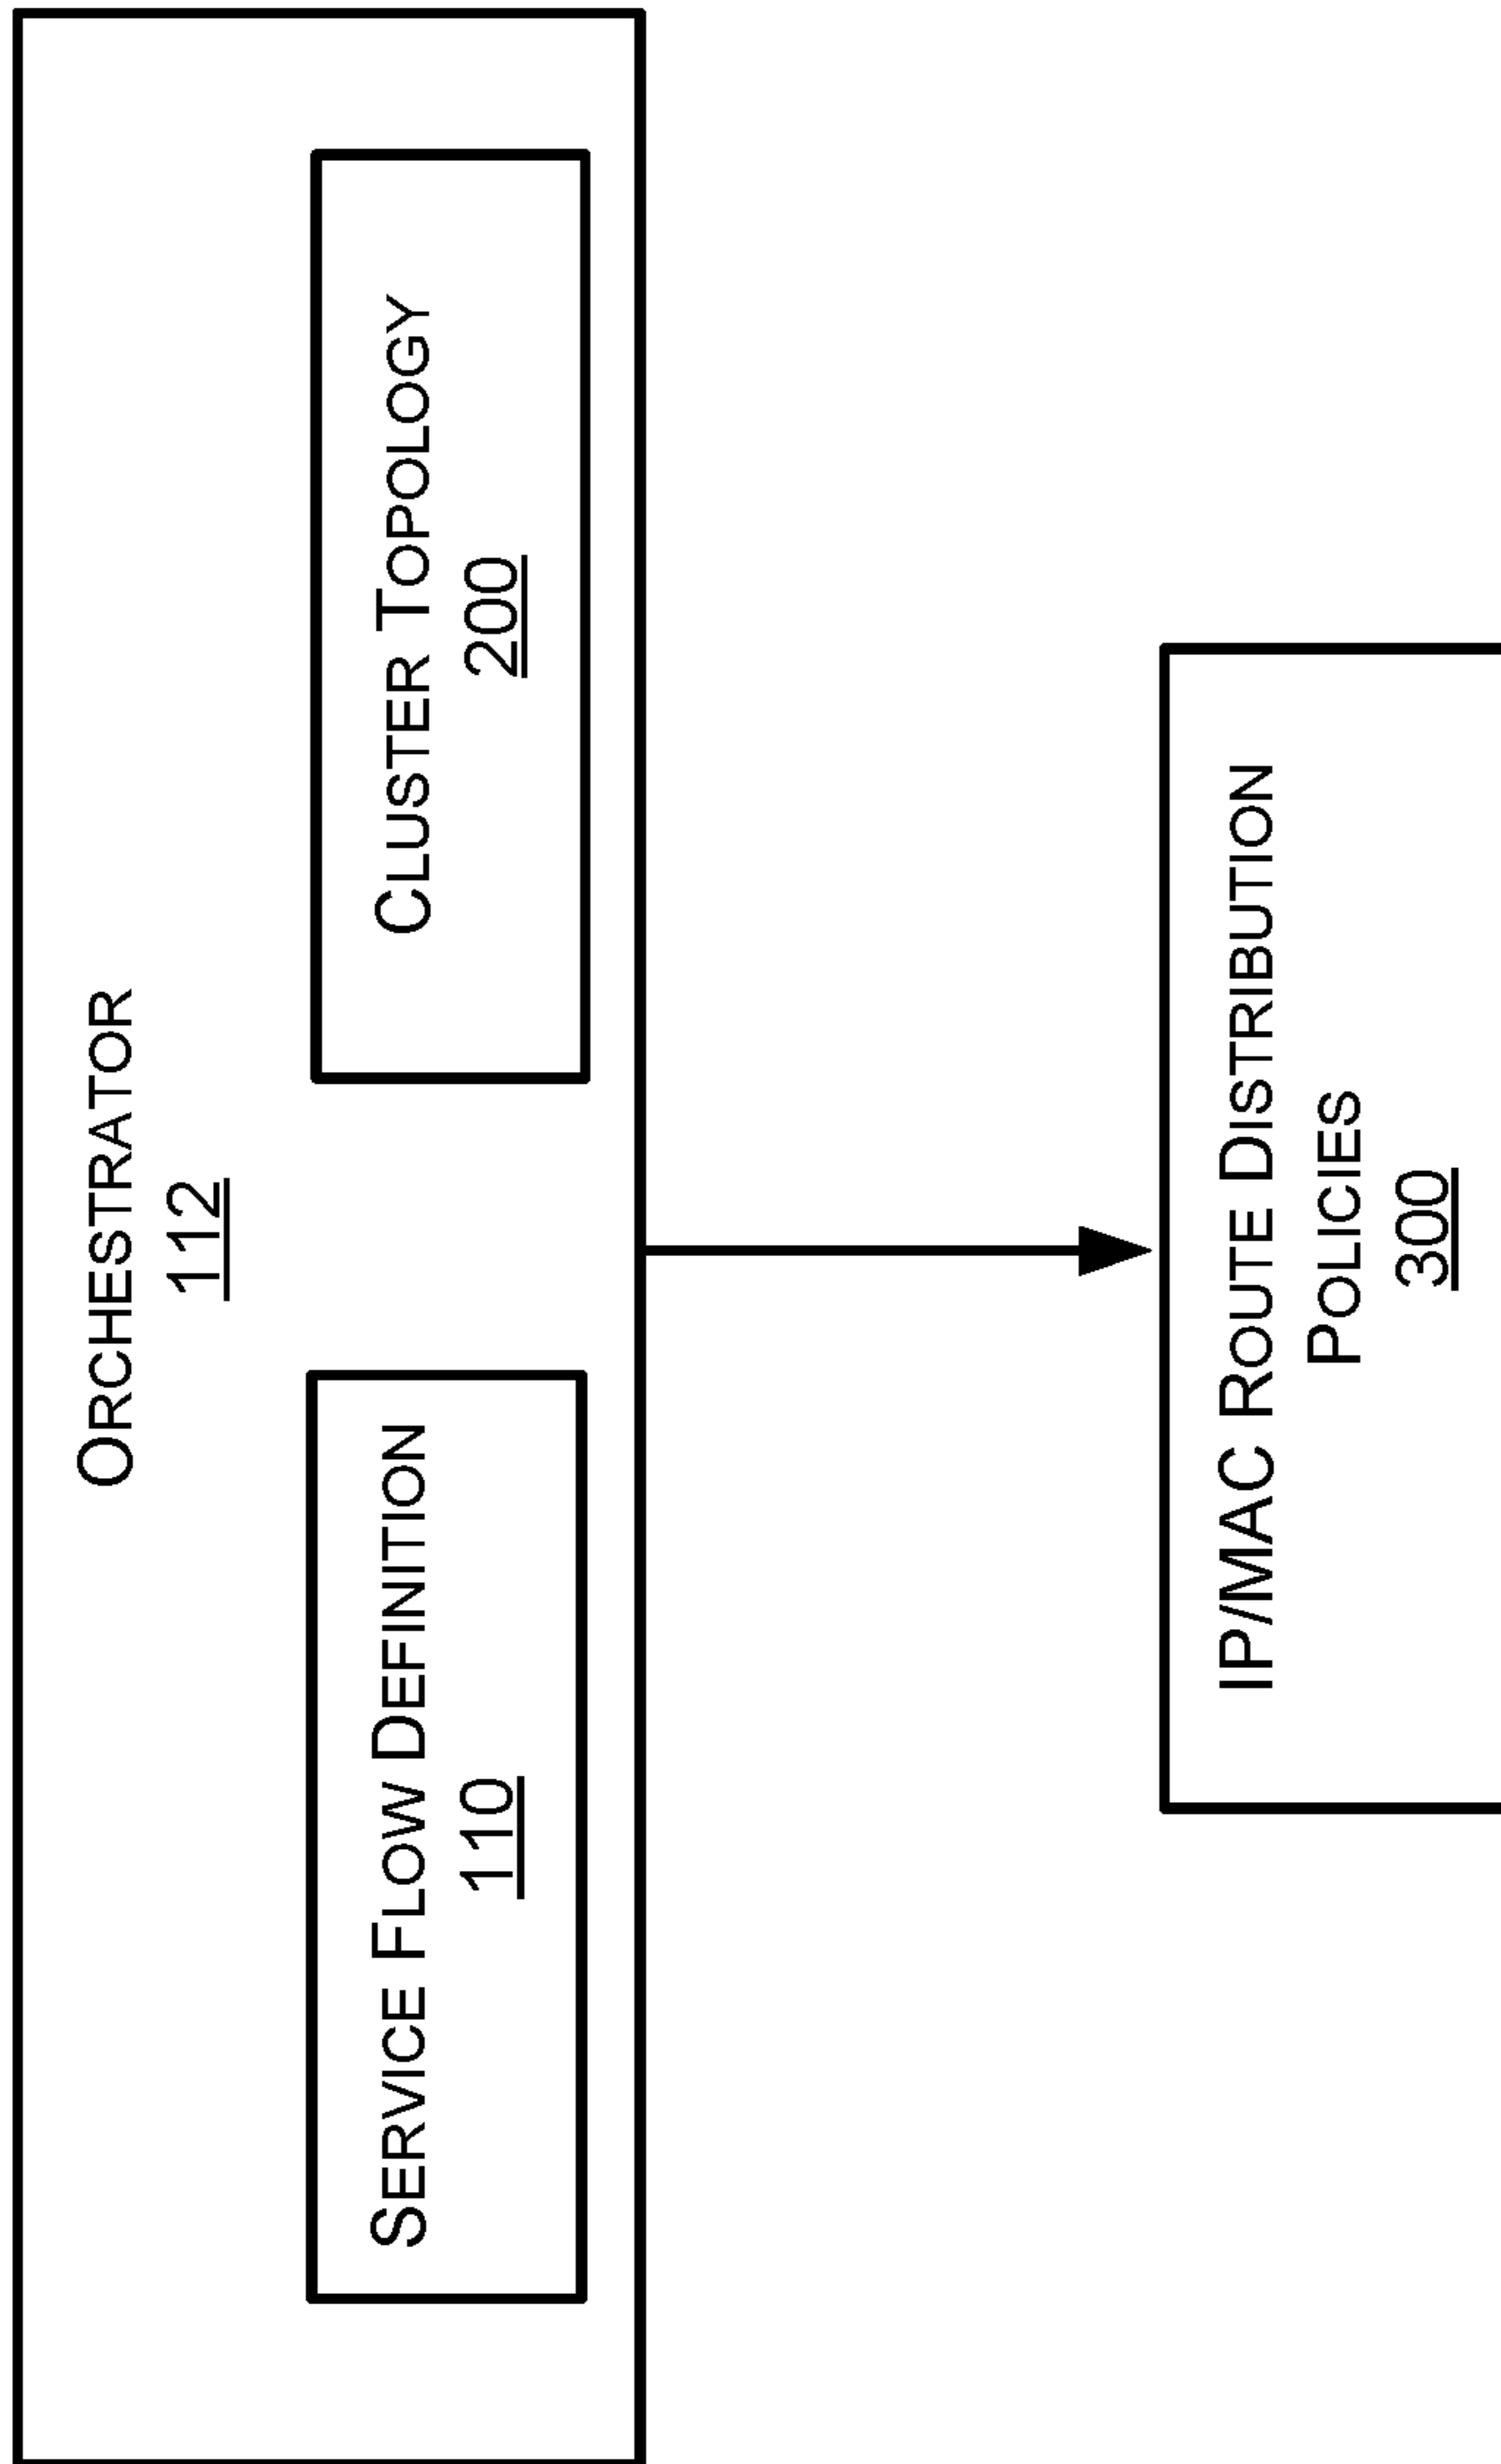 ORCHESTRATOR
112
SERVICE FLOW DEFINITION
110
CLUSTER TOPOLOGY
200
IP/MAC ROUTE DISTRIBUTION
POLICIES
300